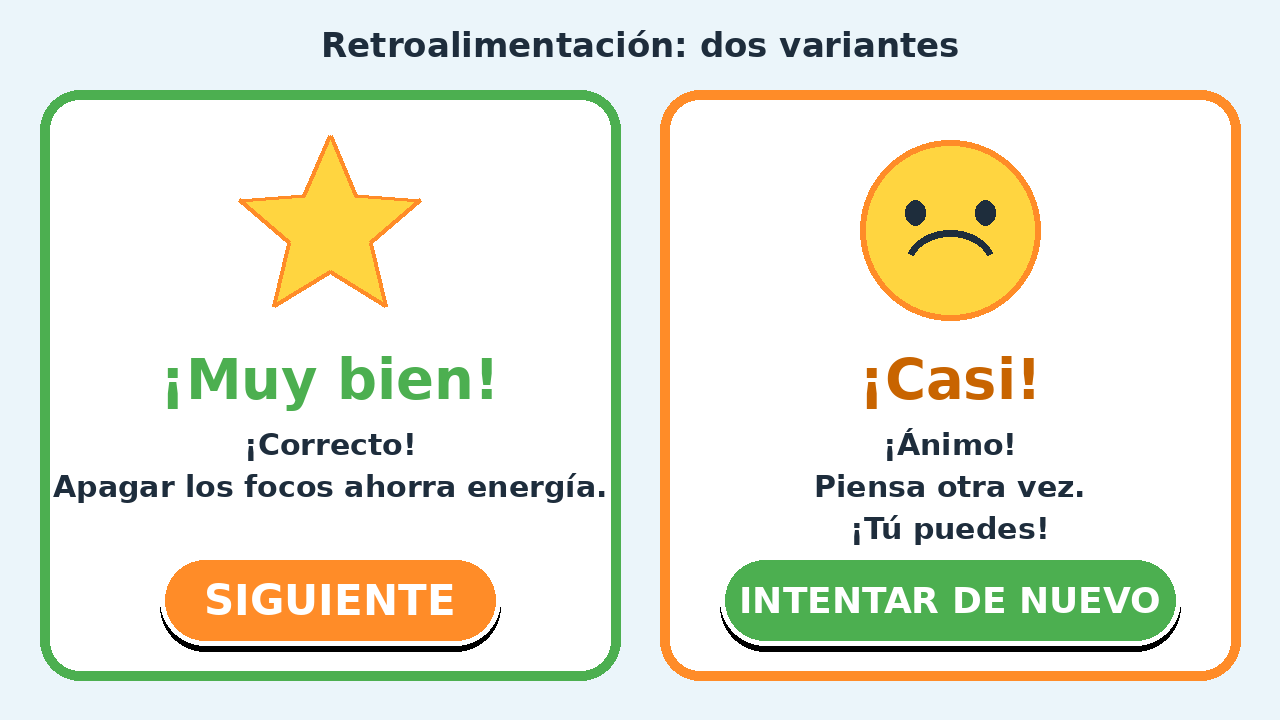 Retroalimentación: dos variantes
¡Muy bien!
¡Correcto!
Apagar los focos ahorra energía.
SIGUIENTE
¡Casi!
¡Ánimo!
Piensa otra vez.
¡Tú puedes!
INTENTAR DE NUEVO